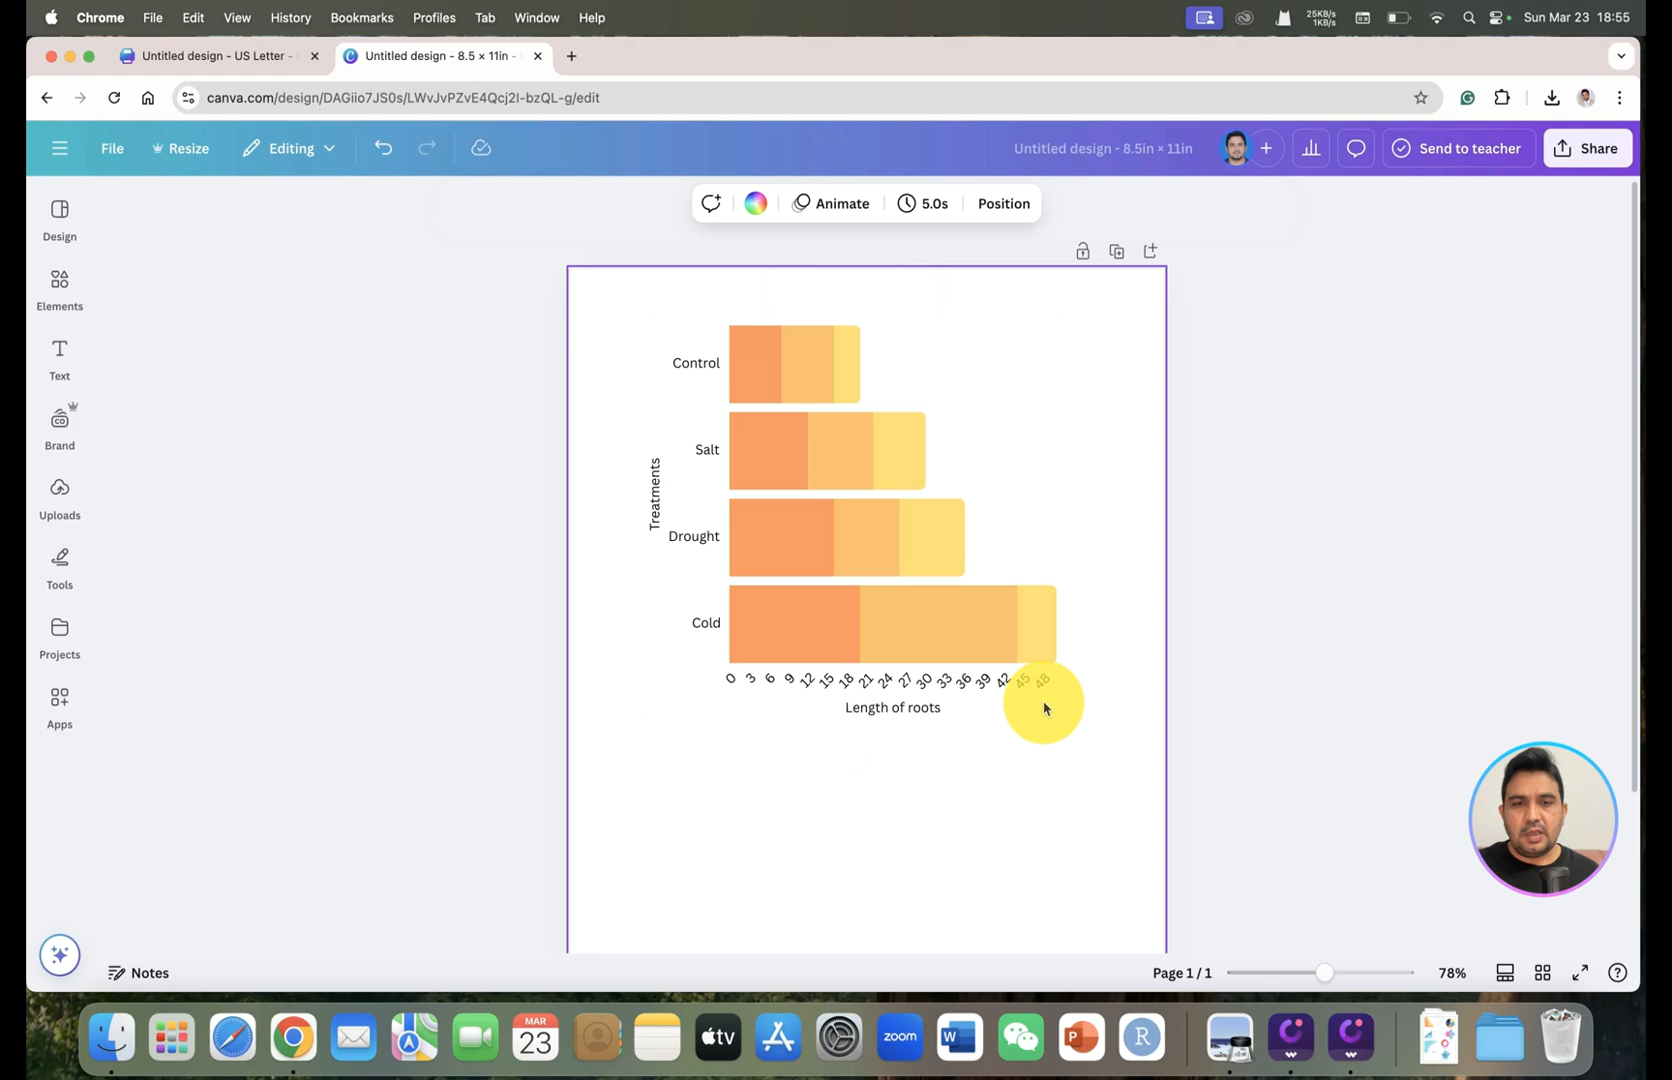 Chrome File Edit View History Bookmarks Profiles Tab Window Help 25KB/s 1KB/s Sun Mar 23 18:55
Untitled design - US Letter - Untitled design - 8.5 × 11in -
canva.com/design/DAGiio7JS0s/LWvJvPZvE4Qcj2I-bzQL-g/edit
File Resize Editing Untitled design - 8.5in × 11in Send to teacher Share
Animate 5.0s Position
Design
Elements
Text
Brand
Uploads
Tools
Projects
Apps
Control
Salt
Treatments
Drought
Cold
0 3 6 9 12 15 18 21 24 27 30 33 36 39 42 45 48
Length of roots
Notes Page 1 / 1 78%
MAR
23
tv
zoom
W
P
R